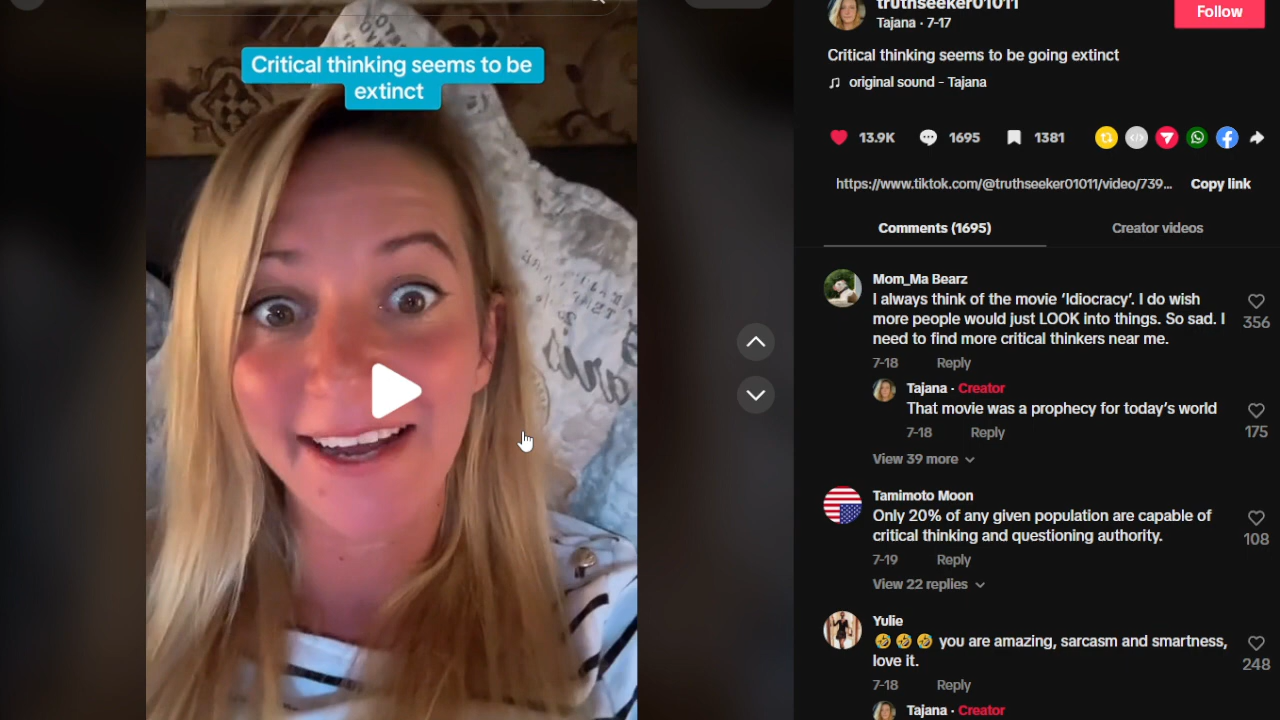 Critical thinking seems to be
extinct
truthseeker01011
Tajana · 7-17
Follow
Critical thinking seems to be going extinct
original sound - Tajana
13.9K
1695
1381
https://www.tiktok.com/@truthseeker01011/video/739...
Copy link
Comments (1695)
Creator videos
Mom_Ma Bearz
I always think of the movie ‘Idiocracy’. I do wish
more people would just LOOK into things. So sad. I
need to find more critical thinkers near me.
356
7-18
Reply
Tajana · Creator
That movie was a prophecy for today’s world
175
7-18
Reply
View 39 more
Tamimoto Moon
Only 20% of any given population are capable of
critical thinking and questioning authority.
108
7-19
Reply
View 22 replies
Yulie
🤣🤣🤣 you are amazing, sarcasm and smartness,
love it.
248
7-18
Reply
Tajana · Creator